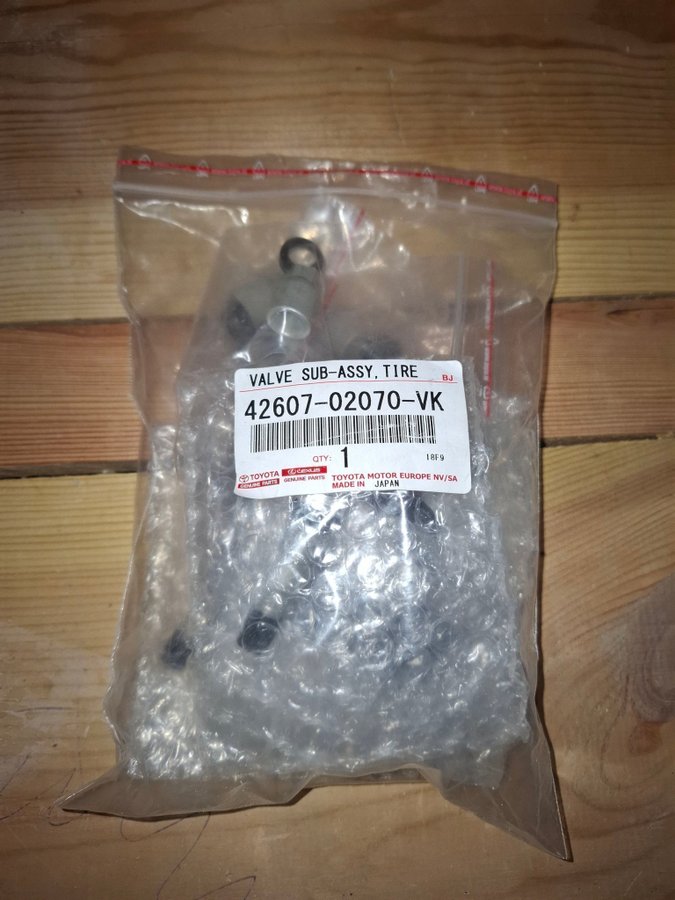 VALVE SUB-ASSY,TIRE
BJ
42607-02070-VK
QTY: 1
18F9
TOYOTA LEXUS
GENUINE PARTS GENUINE PARTS
TOYOTA MOTOR EUROPE NV/SA
MADE IN JAPAN